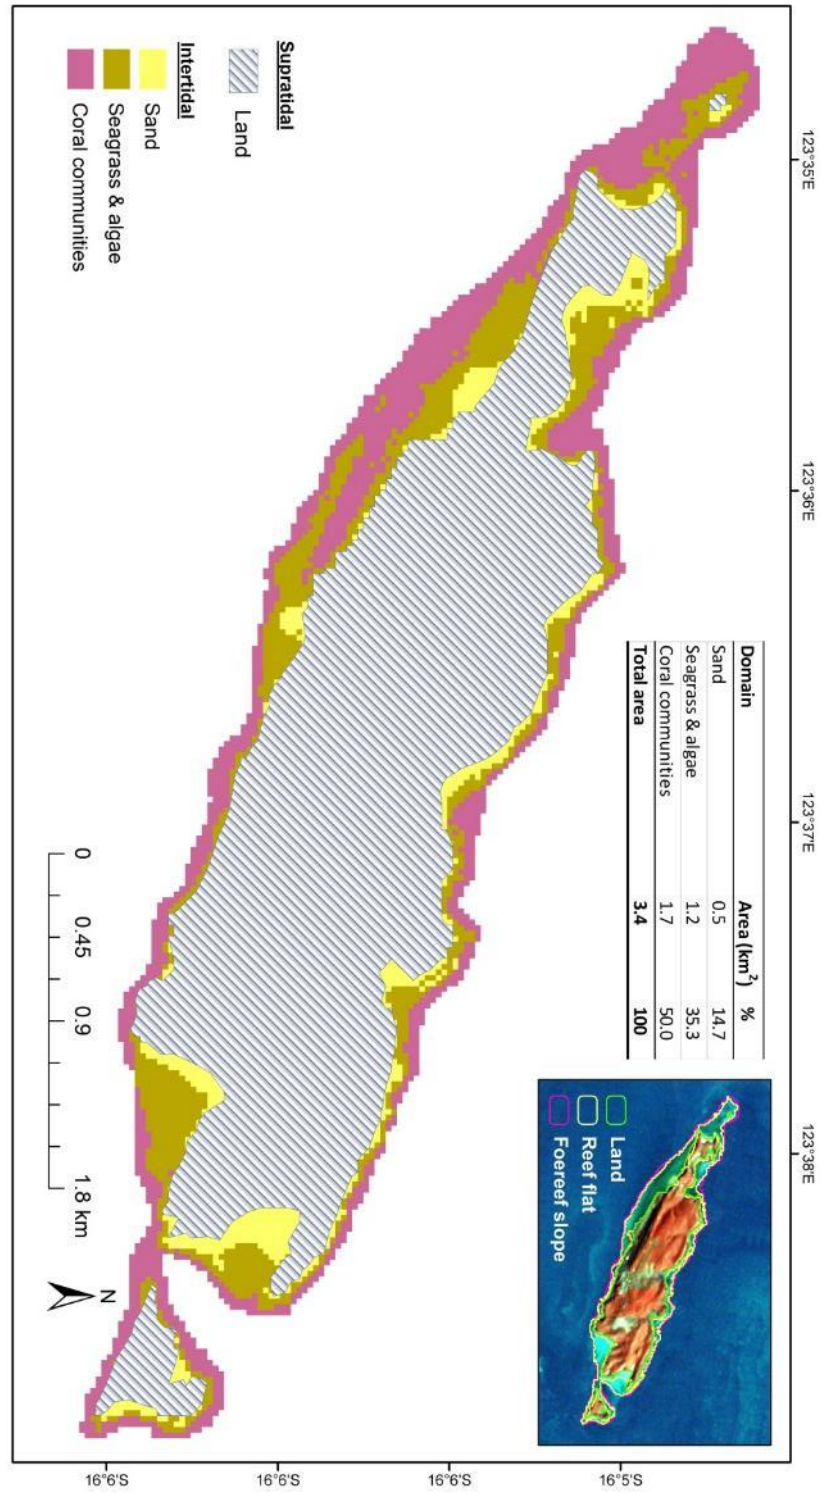 123°35'E
123°36'E
123°37'E
123°38'E
Domain Area (km²) %
Sand 0.5 14.7
Seagrass & algae 1.2 35.3
Coral communities 1.7 50.0
Total area 3.4 100
Land
Reef flat
Foereef slope
16°5'S
16°6'S
16°6'S
16°6'S
Supratidal
Land
Intertidal
Sand
Seagrass & algae
Coral communities
0 0.45 0.9 1.8 km
N